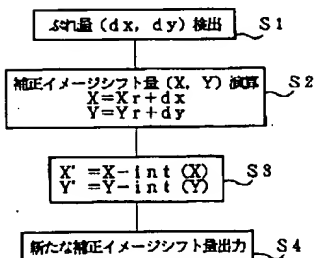 ぶれ量(dx, dy)検出 S1
補正イメージシフト量(X, Y)演算 S2
X=Xr+dx
Y=Yr+dy
X'=X-int(X) S3
Y'=Y-int(Y)
新たな補正イメージシフト量出力 S4